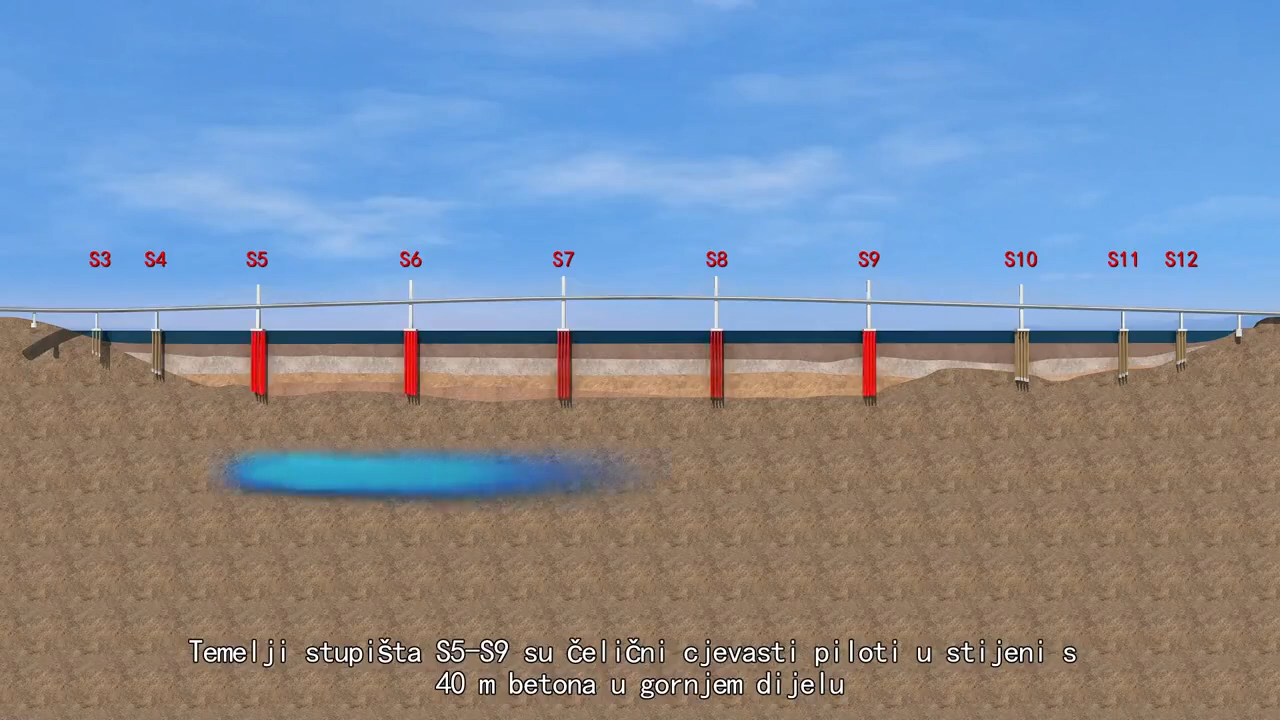 S3 S4 S5 S6 S7 S8 S9 S10 S11 S12
Temelji stupišta S5-S9 su čelični cjevasti piloti u stijeni s
40 m betona u gornjem dijelu